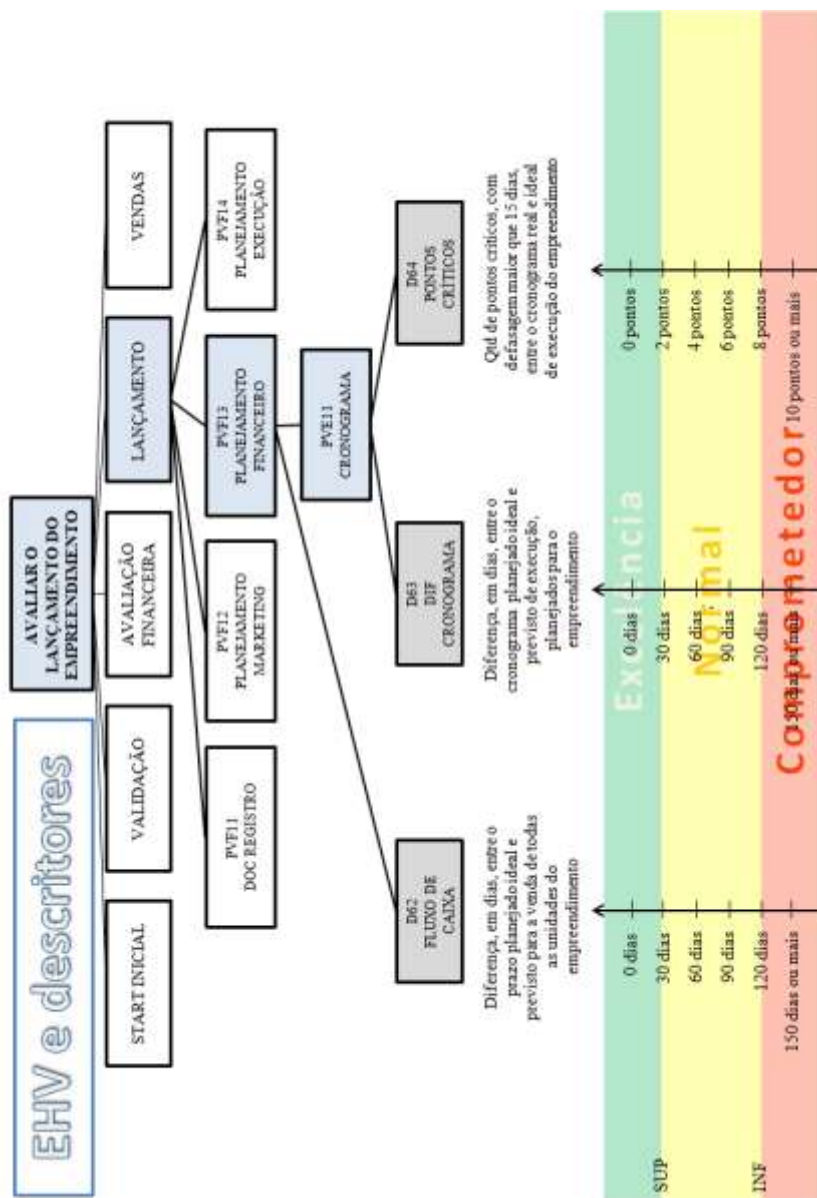 EHV e descritores
AVALIAR O
LANÇAMENTO DO
EMPREENDIMENTO
START INICIAL
VALIDAÇÃO
AVALIAÇÃO
FINANCEIRA
LANÇAMENTO
VENDAS
PVF11
DOC REGISTRO
PVF12
PLANEJAMENTO
MARKETING
PVF13
PLANEJAMENTO
FINANCEIRO
PVF14
PLANEJAMENTO
EXECUÇÃO
PVE11
CRONOGRAMA
D62
FLUXO DE
CAIXA
D63
DIF
CRONOGRAMA
D64
PONTOS
CRÍTICOS
Diferença, em dias, entre o
prazo planejado ideal e
previsto para a venda de todas
as unidades do
empreendimento
Diferença, em dias, entre o
cronograma planejado ideal e
previsto de execução,
planejados para o
empreendimento
Qtd de pontos críticos, com
defasagem maior que 15 dias,
entre o cronograma real e ideal
de execução do empreendimento
Excelência
Normal
Comprometedor
SUP
INF
0 dias
30 dias
60 dias
90 dias
120 dias
150 dias ou mais
0 dias
30 dias
60 dias
90 dias
120 dias
150 dias ou mais
0 pontos
2 pontos
4 pontos
6 pontos
8 pontos
10 pontos ou mais